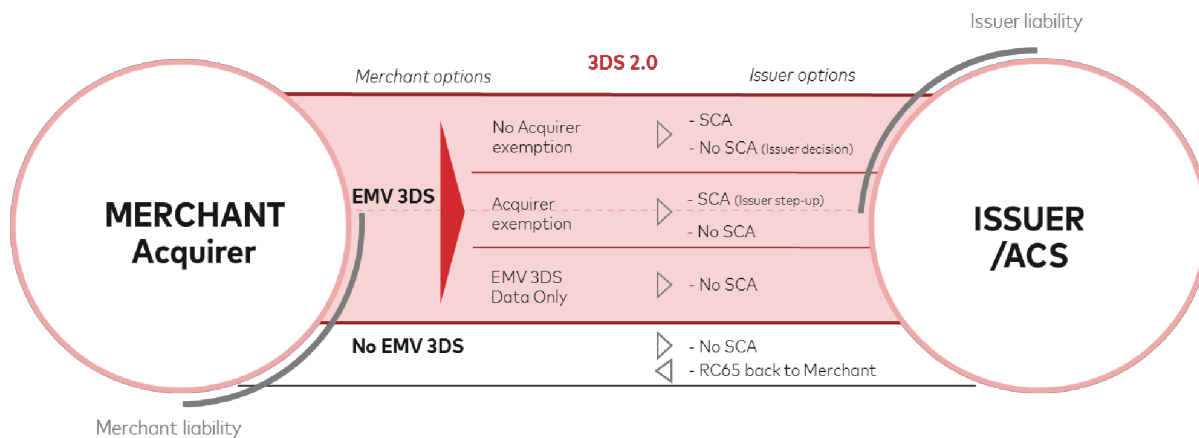 Issuer liability
3DS 2.0
Merchant options
Issuer options
No Acquirer
exemption
- SCA
- No SCA (Issuer decision)
EMV 3DS
MERCHANT
Acquirer
Acquirer
exemption
- SCA (Issuer step-up)
- No SCA
ISSUER
/ACS
EMV 3DS
Data Only
- No SCA
No EMV 3DS
- No SCA
- RC65 back to Merchant
Merchant liability